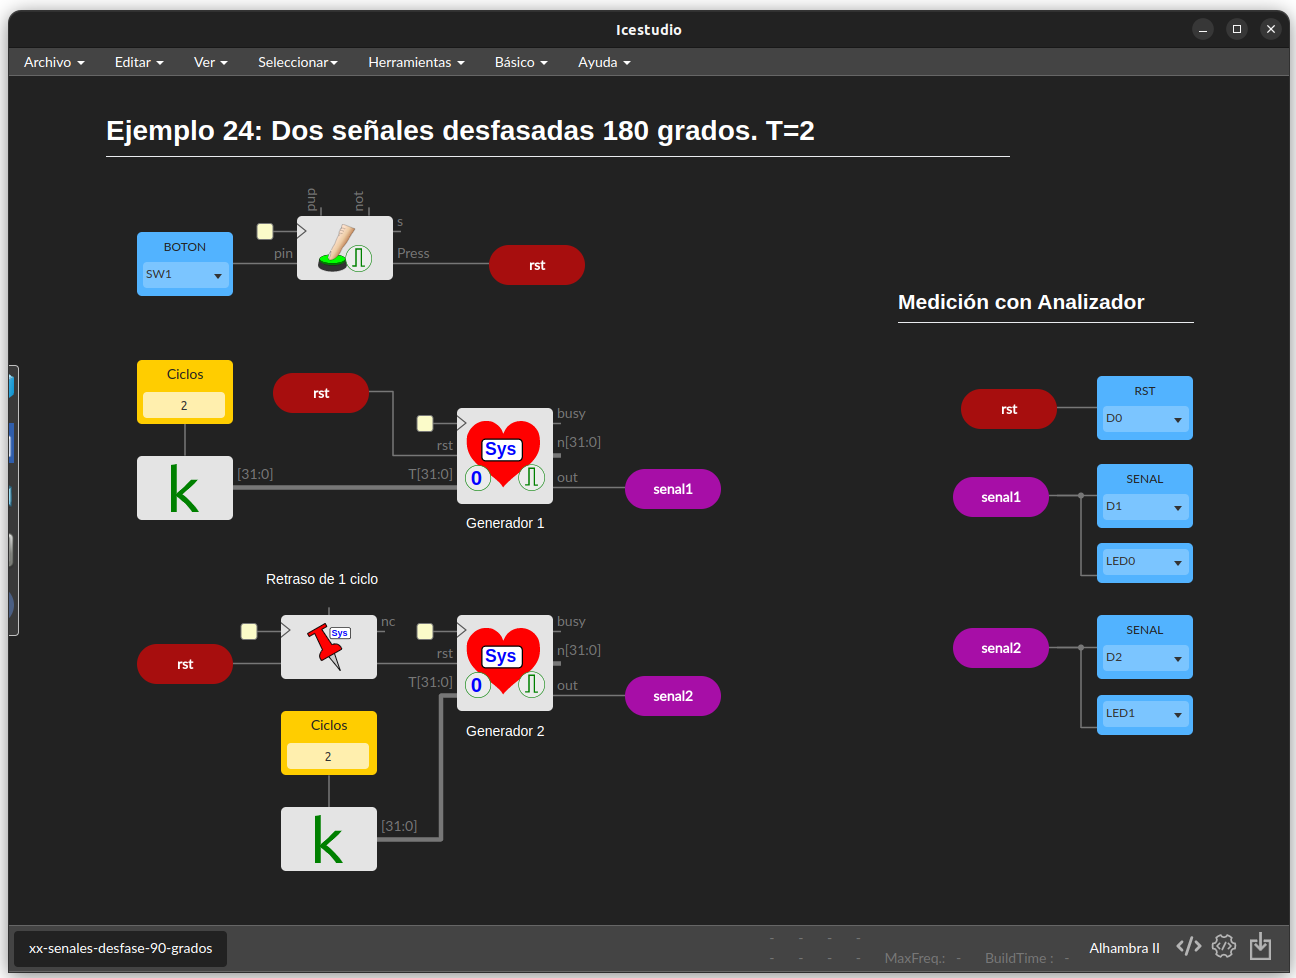 Icestudio
Archivo Editar Ver Seleccionar Herramientas Básico Ayuda
Ejemplo 24: Dos señales desfasadas 180 grados. T=2
pup not
s
BOTON
SW1
pin
Press
rst
Medición con Analizador
Ciclos
2
rst
busy
rst
n[31:0]
k
[31:0]
T[31:0]
Sys
0
out
senal1
Generador 1
rst
RST
D0
senal1
SENAL
D1
LED0
Retraso de 1 ciclo
rst
Sys
nc
busy
rst
n[31:0]
T[31:0]
Sys
0
out
senal2
Generador 2
Ciclos
2
k
[31:0]
senal2
SENAL
D2
LED1
xx-senales-desfase-90-grados
- - - -
- - - - MaxFreq.: - BuildTime : -
Alhambra II